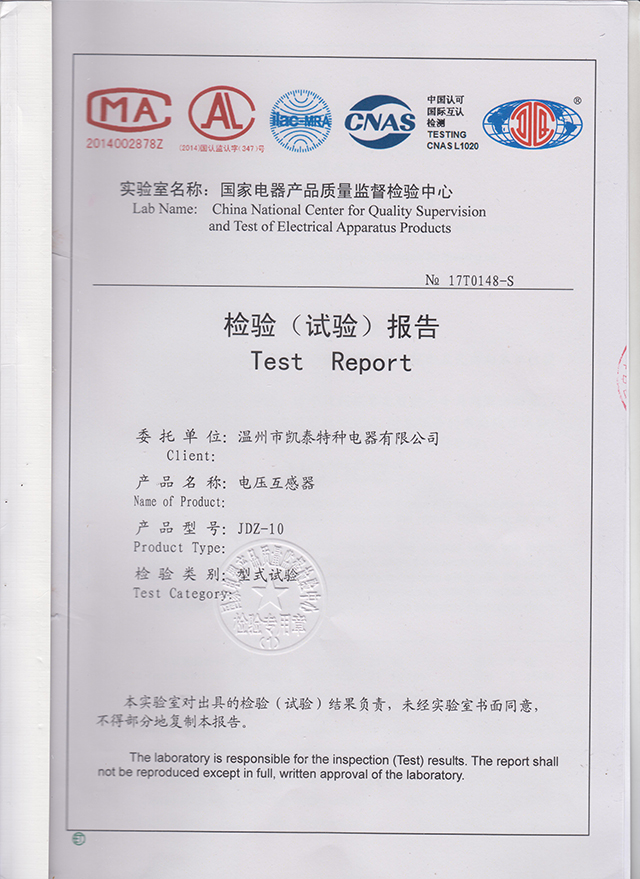 MA
2014002878Z
AL
(2014)国认监认字(347)号
ilac-MRA
CNAS
中国认可
国际互认
检测
TESTING
CNAS L1020
®
实验室名称：国家电器产品质量监督检验中心
Lab Name: China National Center for Quality Supervision
and Test of Electrical Apparatus Products
№ 17T0148-S
检验（试验）报告
Test Report
委托单位：温州市凯泰特种电器有限公司
Client:
产品名称：电压互感器
Name of Product:
产品型号：JDZ-10
Product Type:
检验类别：型式试验
Test Category:
检验专用章
(1)
本实验室对出具的检验（试验）结果负责，未经实验室书面同意，
不得部分地复制本报告。
The laboratory is responsible for the inspection (Test) results. The report shall
not be reproduced except in full, written approval of the laboratory.